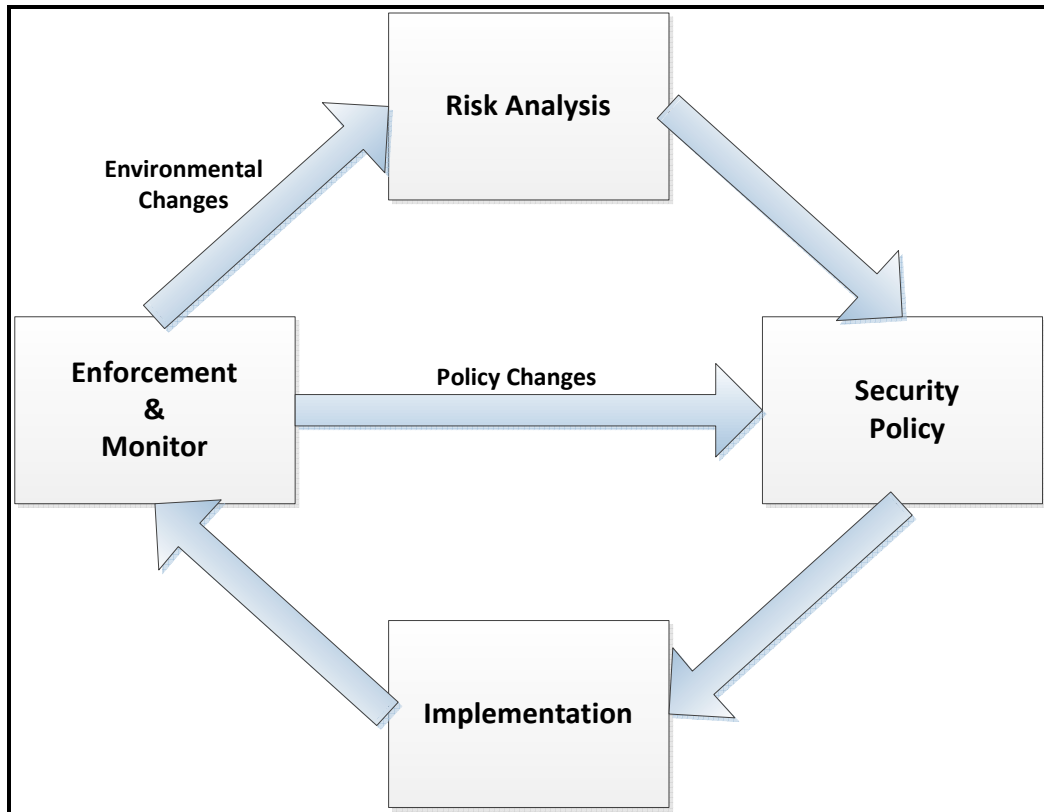 Risk Analysis
Environmental
Changes
Enforcement
&
Monitor
Policy Changes
Security
Policy
Implementation